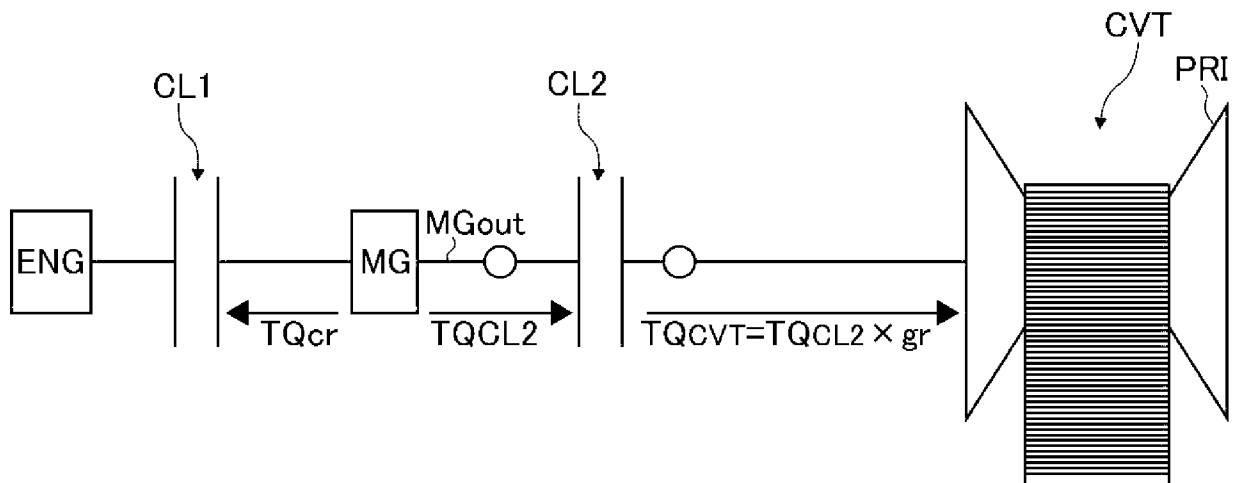 CVT
PRI
CL1
CL2
MGout
ENG
MG
TQcr
TQCL2
TQCVT=TQCL2×gr